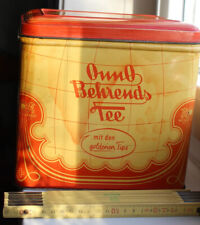 OnnO
Behrends
Tee
mit den
goldenen Tips